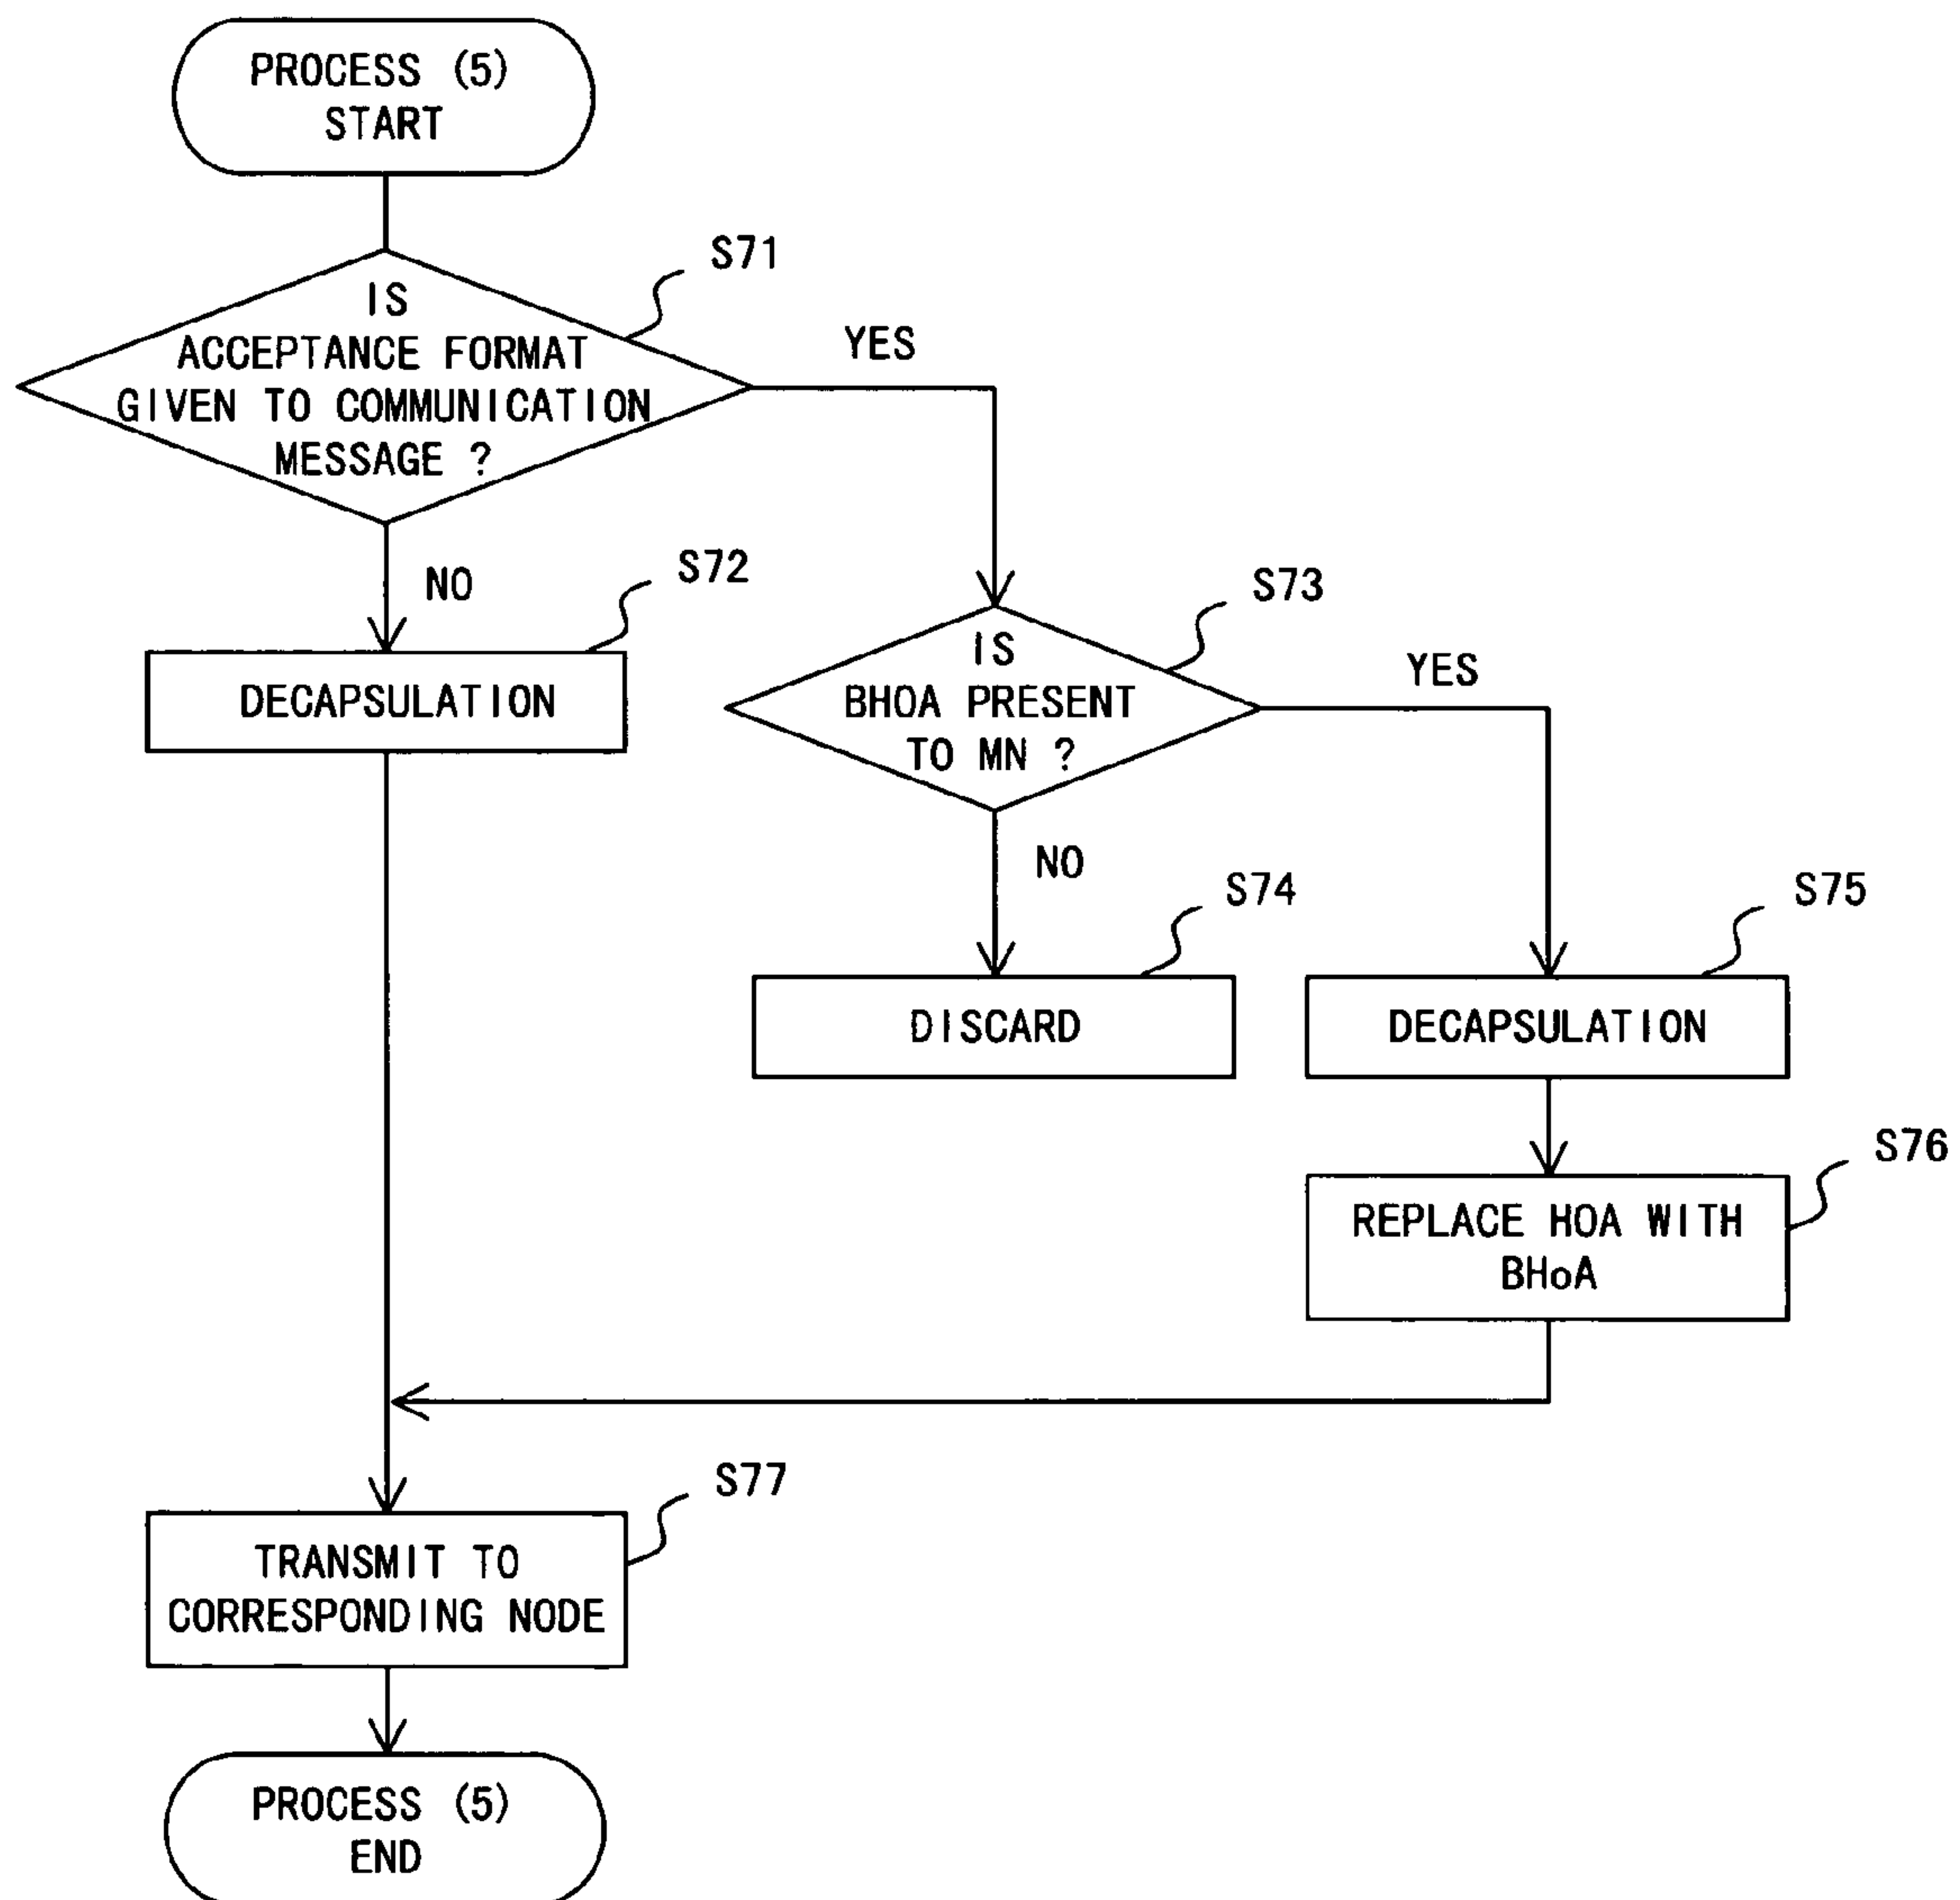 PROCESS (5)
START
S71
IS
ACCEPTANCE FORMAT
GIVEN TO COMMUNICATION
MESSAGE ?
YES
NO
S72
DECAPSULATION
S73
IS
BHOA PRESENT
TO MN ?
YES
NO
S74
DISCARD
S75
DECAPSULATION
S76
REPLACE HOA WITH
BHoA
S77
TRANSMIT TO
CORRESPONDING NODE
PROCESS (5)
END